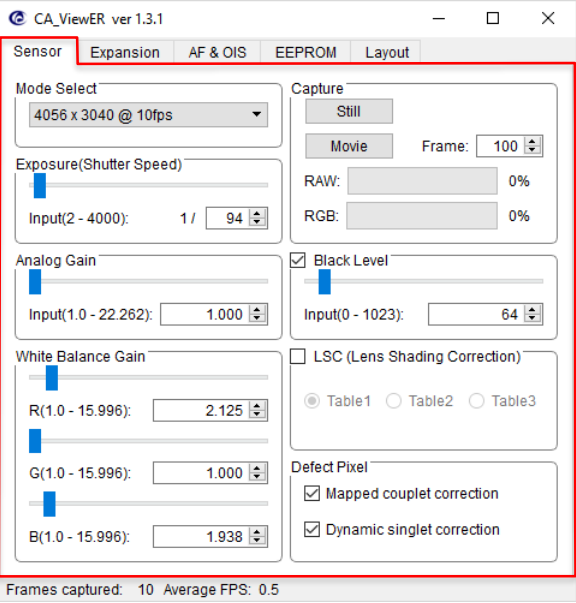 CA_ViewER ver 1.3.1
Sensor Expansion AF & OIS EEPROM Layout
Mode Select
4056 x 3040 @ 10fps
Exposure(Shutter Speed)
Input(2 - 4000): 1 / 94
Analog Gain
Input(1.0 - 22.262): 1.000
White Balance Gain
R(1.0 - 15.996): 2.125
G(1.0 - 15.996): 1.000
B(1.0 - 15.996): 1.938
Capture
Still
Movie Frame: 100
RAW: 0%
RGB: 0%
Black Level
Input(0 - 1023): 64
LSC (Lens Shading Correction)
Table1 Table2 Table3
Defect Pixel
Mapped couplet correction
Dynamic singlet correction
Frames captured: 10 Average FPS: 0.5